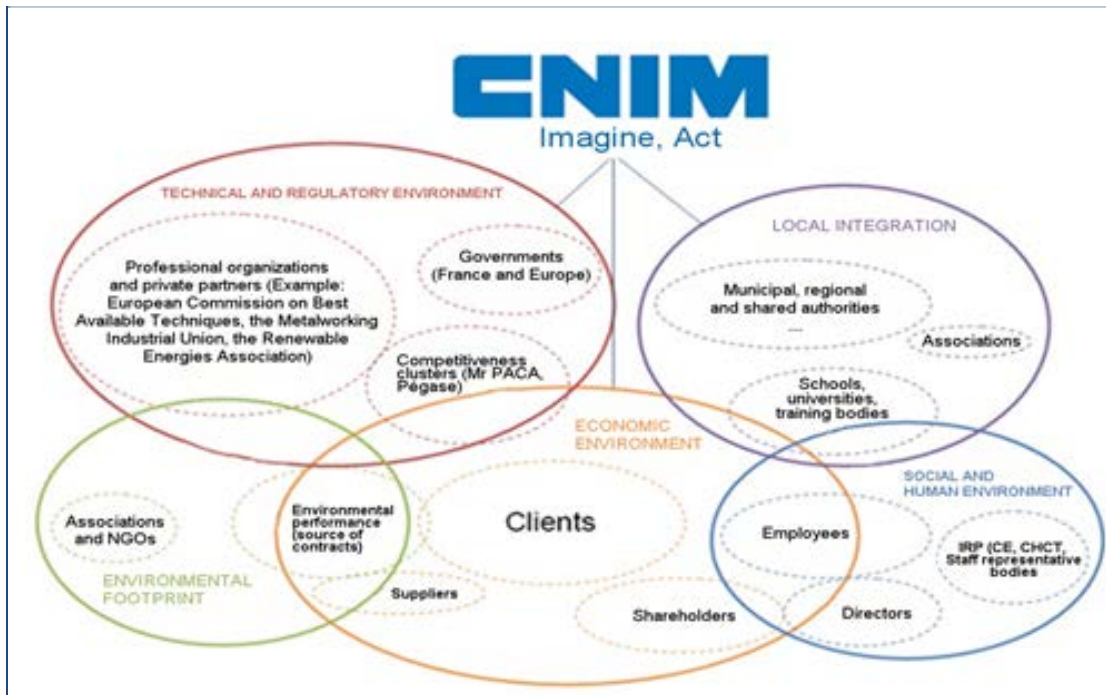 CNIM
Imagine, Act
TECHNICAL AND REGULATORY ENVIRONMENT
Professional organizations
and private partners (Example:
European Commission on Best
Available Techniques, the Metalworking
Industrial Union, the Renewable
Energies Association)
Governments
(France and Europe)
Competitiveness
clusters (Mr PACA,
Pégase)
LOCAL INTEGRATION
Municipal, regional
and shared authorities
....
Associations
Schools,
universities,
training bodies
ECONOMIC
ENVIRONMENT
Clients
Environmental
performance
(source of
contracts)
Suppliers
Shareholders
Associations
and NGOs
ENVIRONMENTAL
FOOTPRINT
SOCIAL AND
HUMAN ENVIRONMENT
Employees
IRP (CE, CHCT,
Staff representative
bodies
Directors